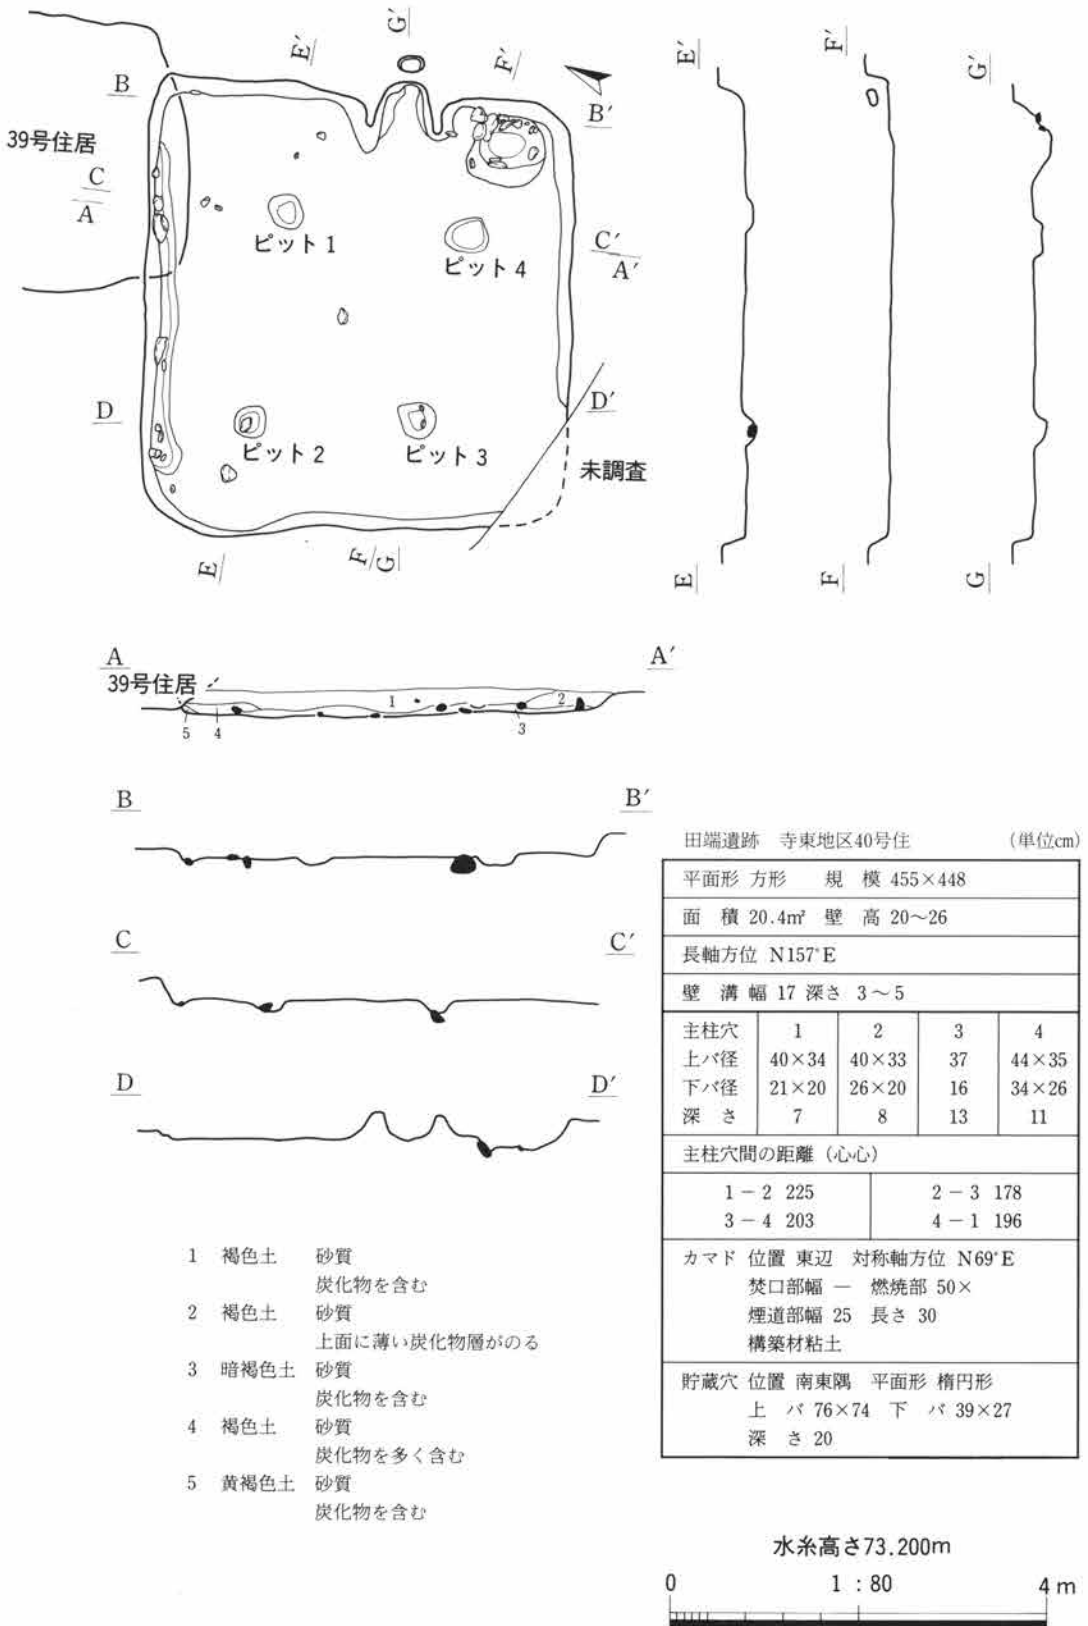 G′
E′
F′
B
B′
39号住居
C
A
ピット1
ピット4
C′
A′
D
D′
ピット2
ピット3
未調査
E
F
G
E′
F′
G′
E
F
G
A
A′
39号住居
1
2
5
4
3
B
B′
C
C′
D
D′
1 褐色土 砂質
炭化物を含む
2 褐色土 砂質
上面に薄い炭化物層がのる
3 暗褐色土 砂質
炭化物を含む
4 褐色土 砂質
炭化物を多く含む
5 黄褐色土 砂質
炭化物を含む
田端遺跡 寺東地区40号住 (単位cm)
平面形 方形 規 模 455×448
面 積 20.4㎡ 壁 高 20〜26
長軸方位 N157°E
壁 溝 幅 17 深さ 3〜5
主柱穴 1 2 3 4
上バ径 40×34 40×33 37 44×35
下バ径 21×20 26×20 16 34×26
深 さ 7 8 13 11
主柱穴間の距離(心心)
1-2 225 2-3 178
3-4 203 4-1 196
カマド 位置 東辺 対称軸方位 N69°E
焚口部幅 — 燃焼部 50×
煙道部幅 25 長さ 30
構築材粘土
貯蔵穴 位置 南東隅 平面形 楕円形
上 バ 76×74 下 バ 39×27
深 さ 20
水糸高さ73.200m
0 1:80 4m